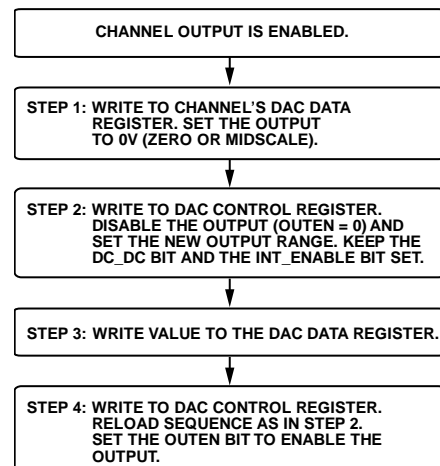 CHANNEL OUTPUT IS ENABLED.
STEP 1: WRITE TO CHANNEL'S DAC DATA
REGISTER. SET THE OUTPUT
TO 0V (ZERO OR MIDSCALE).
STEP 2: WRITE TO DAC CONTROL REGISTER.
DISABLE THE OUTPUT (OUTEN = 0) AND
SET THE NEW OUTPUT RANGE. KEEP THE
DC_DC BIT AND THE INT_ENABLE BIT SET.
STEP 3: WRITE VALUE TO THE DAC DATA REGISTER.
STEP 4: WRITE TO DAC CONTROL REGISTER.
RELOAD SEQUENCE AS IN STEP 2.
SET THE OUTEN BIT TO ENABLE THE
OUTPUT.